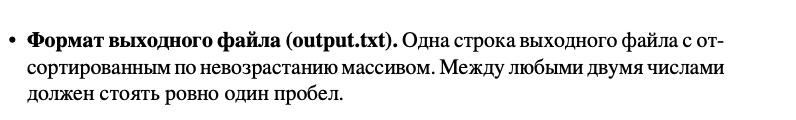 • Формат выходного файла (output.txt). Одна строка выходного файла с от-
сортированным по невозрастанию массивом. Между любыми двумя числами
должен стоять ровно один пробел.